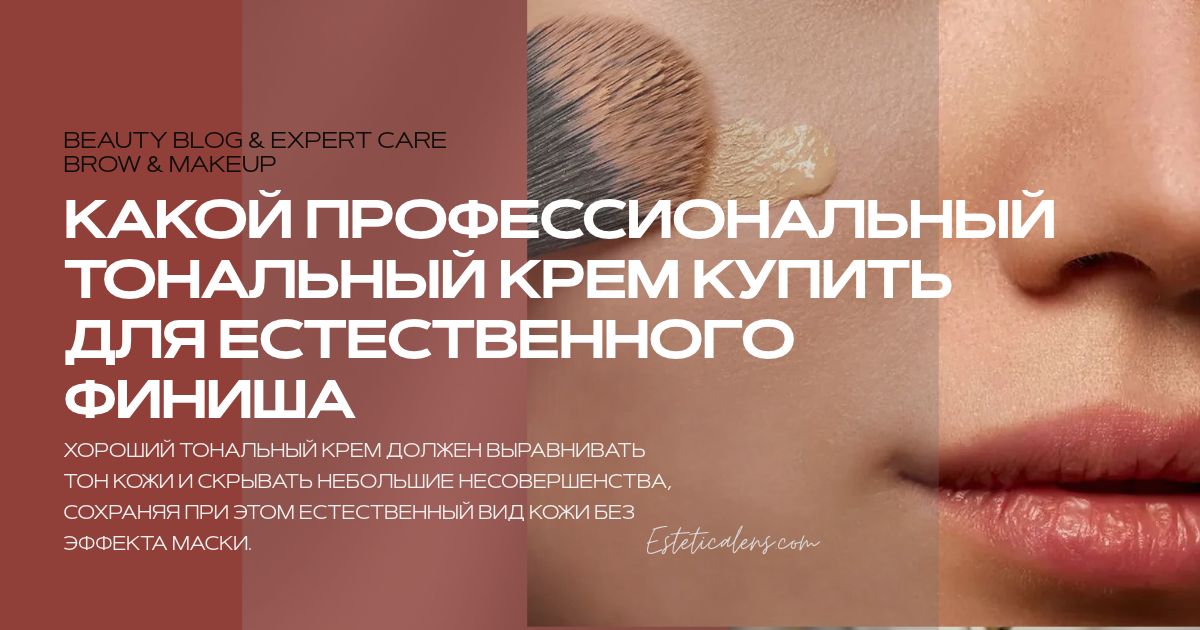 BEAUTY BLOG & EXPERT CARE
BROW & MAKEUP
КАКОЙ ПРОФЕССИОНАЛЬНЫЙ
ТОНАЛЬНЫЙ КРЕМ КУПИТЬ
ДЛЯ ЕСТЕСТВЕННОГО
ФИНИША
ХОРОШИЙ ТОНАЛЬНЫЙ КРЕМ ДОЛЖЕН ВЫРАВНИВАТЬ
ТОН КОЖИ И СКРЫВАТЬ НЕБОЛЬШИЕ НЕСОВЕРШЕНСТВА,
СОХРАНЯЯ ПРИ ЭТОМ ЕСТЕСТВЕННЫЙ ВИД КОЖИ БЕЗ
ЭФФЕКТА МАСКИ.
Esteticalens.com